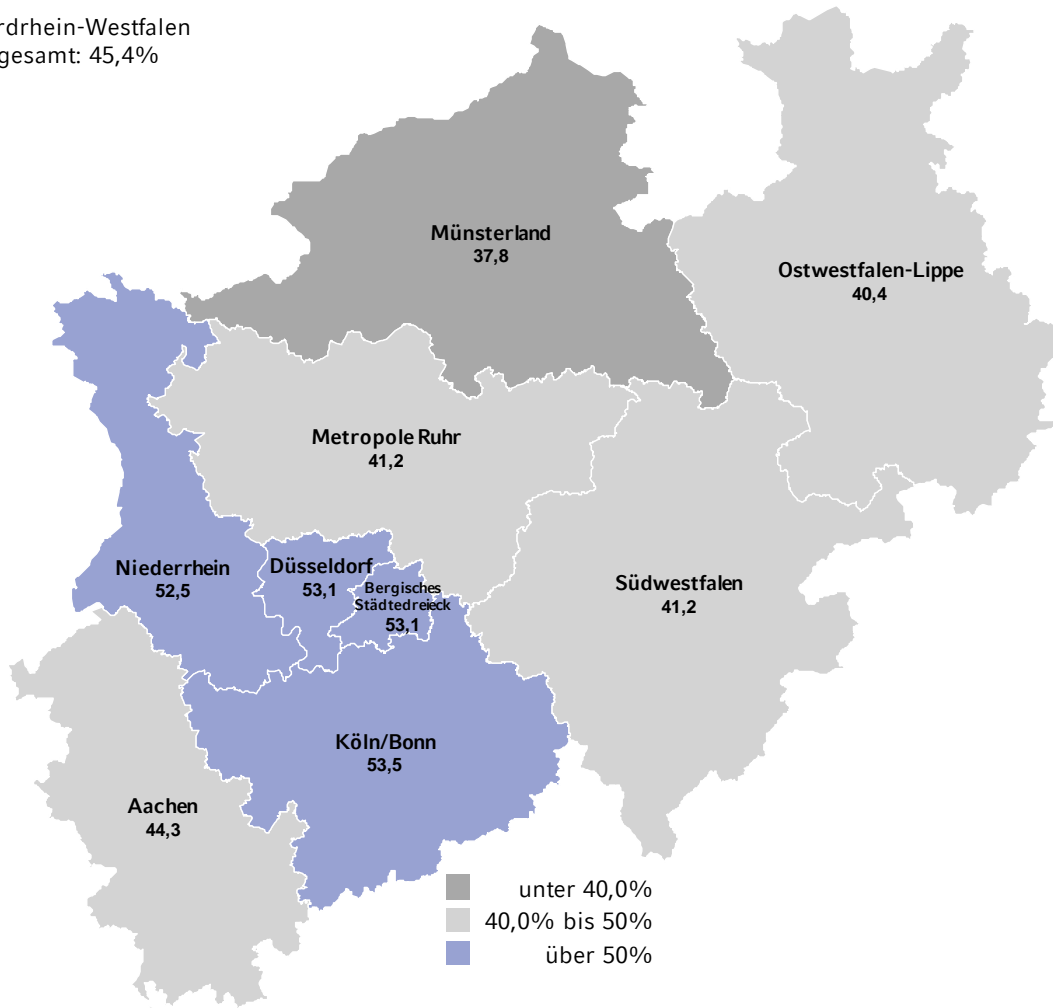 rdrhein-Westfalen
gesamt: 45,4%
Münsterland
37,8
Ostwestfalen-Lippe
40,4
Metropole Ruhr
41,2
Niederrhein
52,5
Düsseldorf
53,1
Bergisches
Städtedreieck
53,1
Südwestfalen
41,2
Köln/Bonn
53,5
Aachen
44,3
unter 40,0%
40,0% bis 50%
über 50%